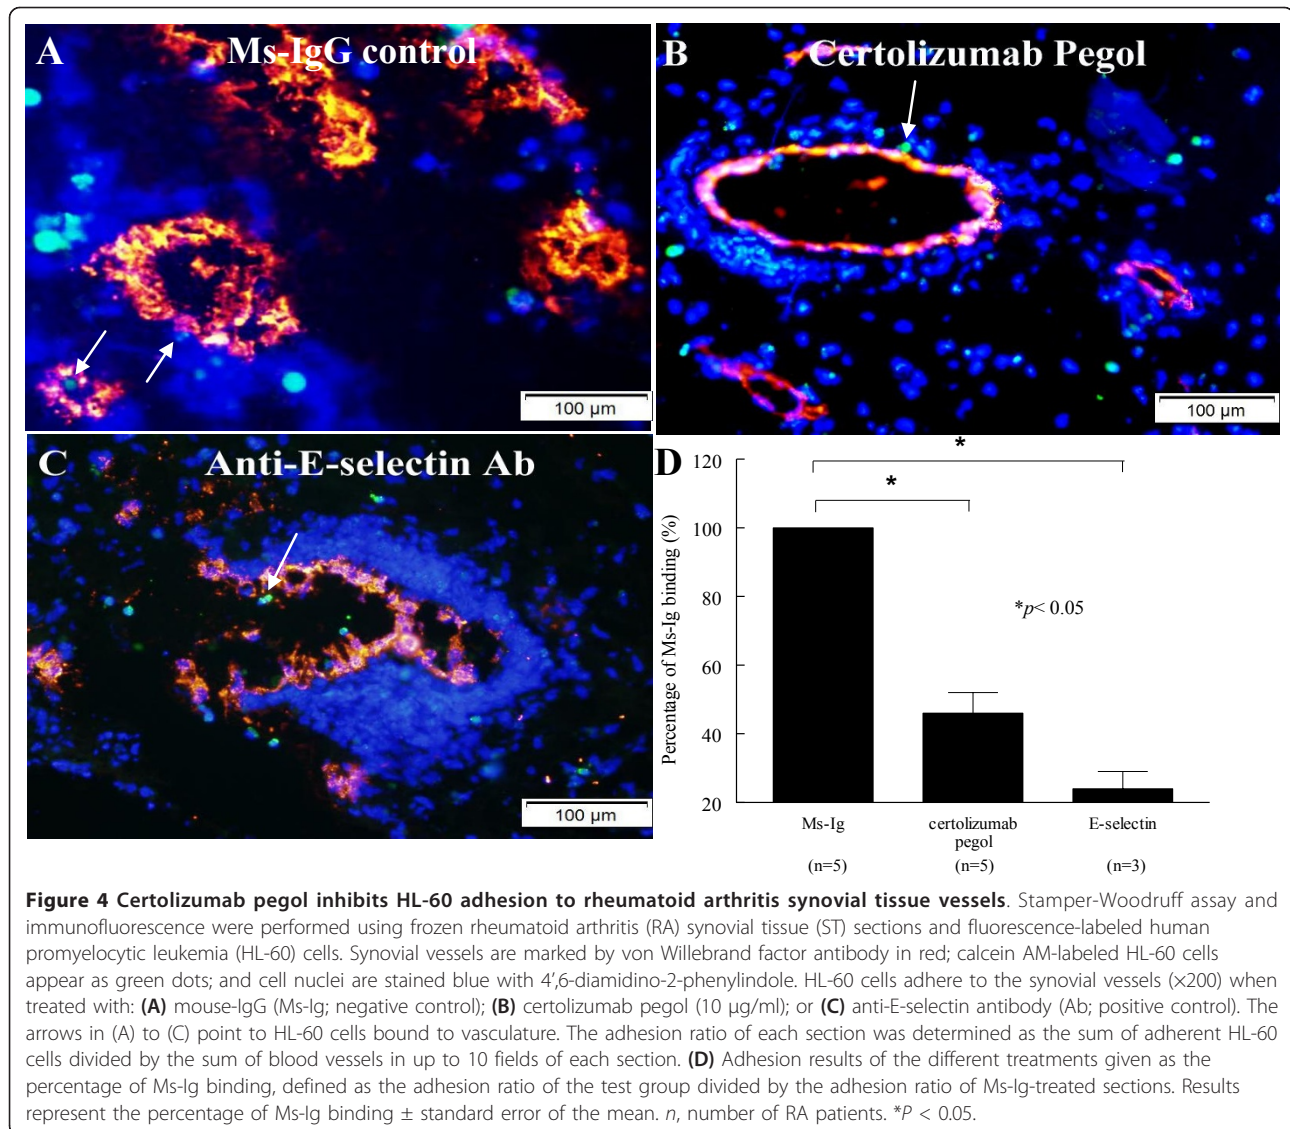 A
Ms-IgG control
100 µm
B
Certolizumab Pegol
100 µm
C
Anti-E-selectin Ab
100 µm
D
*
*
120
100
80
60
40
20
Percentage of Ms-Ig binding (%)
*p< 0.05
Ms-Ig
certolizumab
pegol
E-selectin
(n=5)
(n=5)
(n=3)
Figure 4 Certolizumab pegol inhibits HL-60 adhesion to rheumatoid arthritis synovial tissue vessels. Stamper-Woodruff assay and
immunofluorescence were performed using frozen rheumatoid arthritis (RA) synovial tissue (ST) sections and fluorescence-labeled human
promyelocytic leukemia (HL-60) cells. Synovial vessels are marked by von Willebrand factor antibody in red; calcein AM-labeled HL-60 cells
appear as green dots; and cell nuclei are stained blue with 4′,6-diamidino-2-phenylindole. HL-60 cells adhere to the synovial vessels (×200) when
treated with: (A) mouse-IgG (Ms-Ig; negative control); (B) certolizumab pegol (10 µg/ml); or (C) anti-E-selectin antibody (Ab; positive control). The
arrows in (A) to (C) point to HL-60 cells bound to vasculature. The adhesion ratio of each section was determined as the sum of adherent HL-60
cells divided by the sum of blood vessels in up to 10 fields of each section. (D) Adhesion results of the different treatments given as the
percentage of Ms-Ig binding, defined as the adhesion ratio of the test group divided by the adhesion ratio of Ms-Ig-treated sections. Results
represent the percentage of Ms-Ig binding ± standard error of the mean. n, number of RA patients. *P < 0.05.